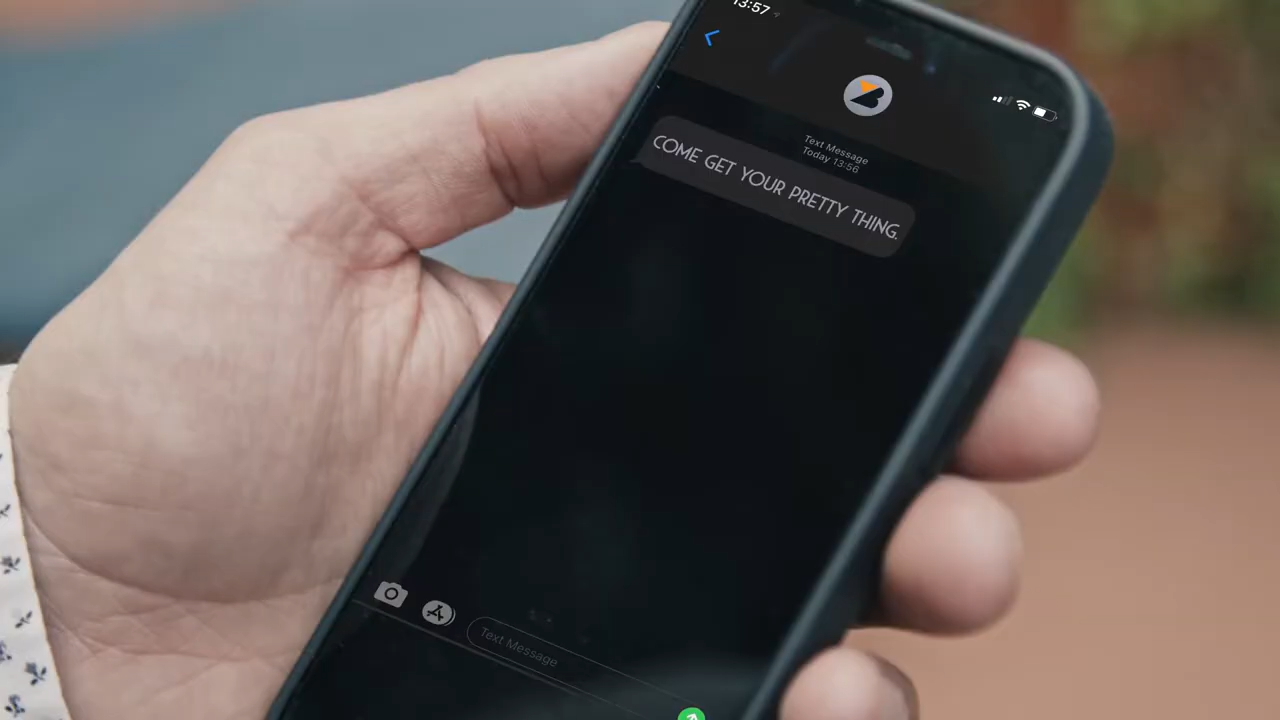 13:57
Text Message
Today 13:56
COME GET YOUR PRETTY THING.
Text Message